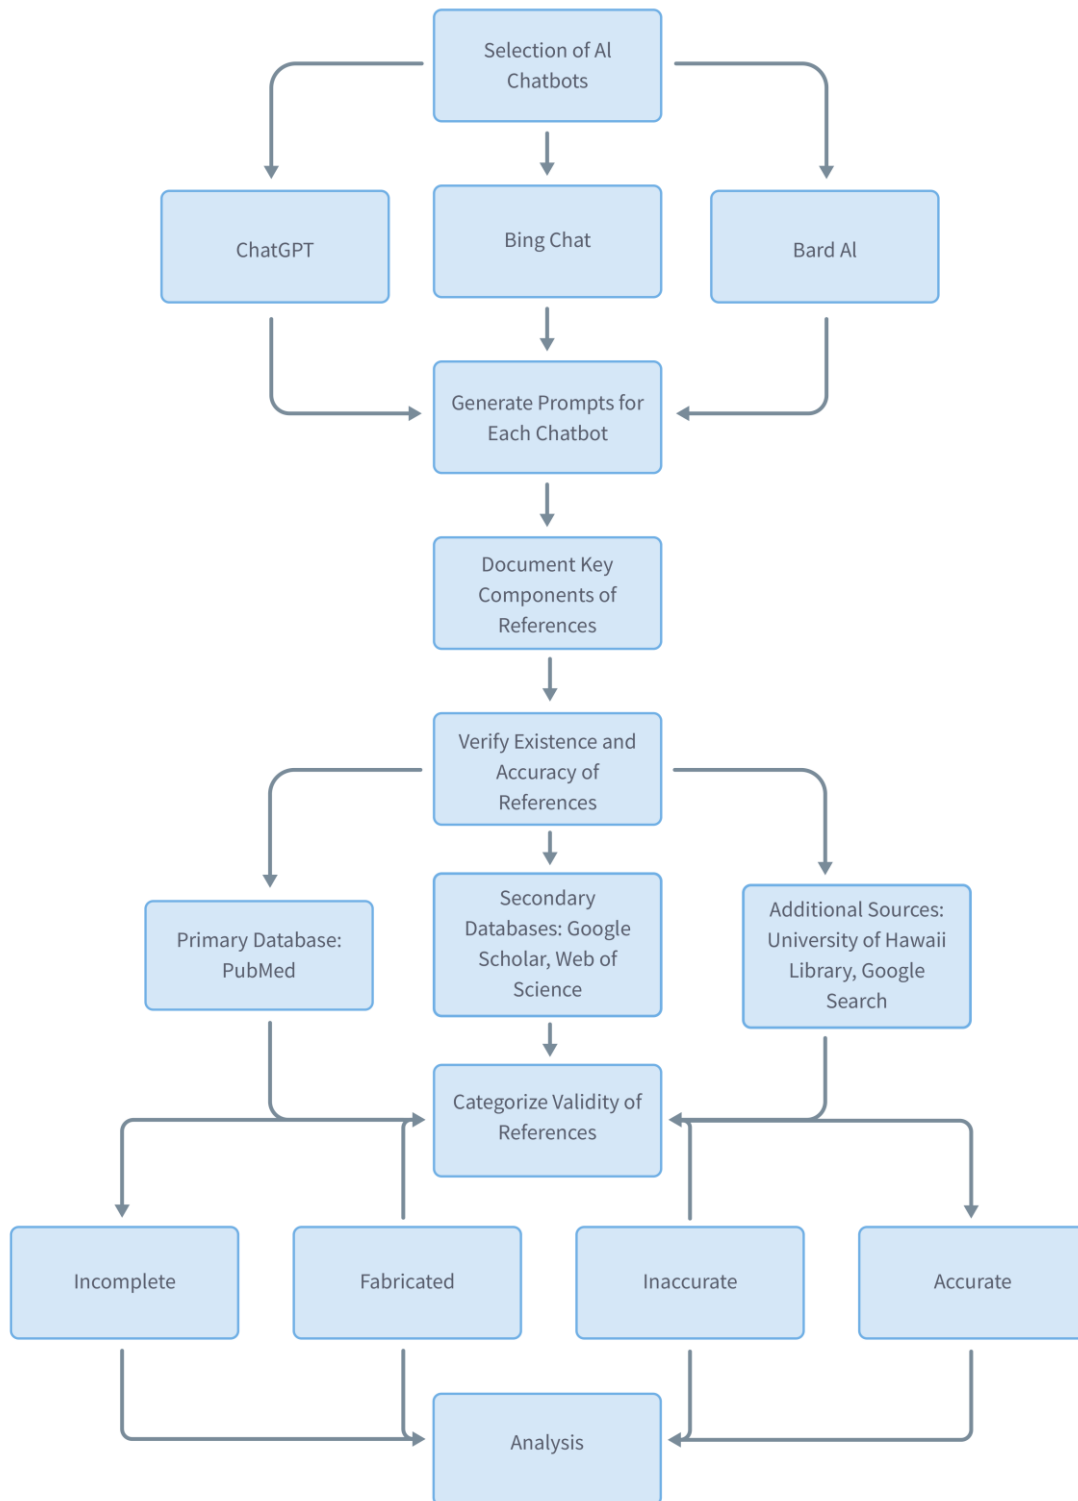 Selection of AI
Chatbots
ChatGPT
Bing Chat
Bard AI
Generate Prompts for
Each Chatbot
Document Key
Components of
References
Verify Existence and
Accuracy of
References
Primary Database:
PubMed
Secondary
Databases: Google
Scholar, Web of
Science
Additional Sources:
University of Hawaii
Library, Google
Search
Categorize Validity of
References
Incomplete
Fabricated
Inaccurate
Accurate
Analysis